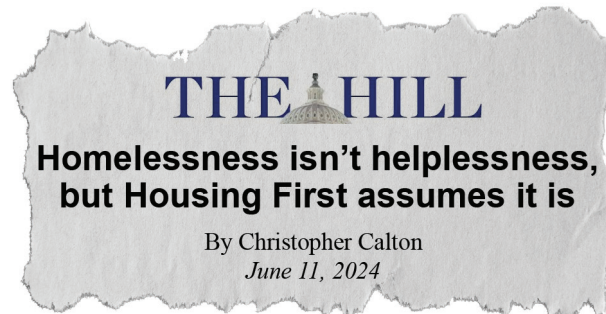 THE HILL
Homelessness isn’t helplessness,
but Housing First assumes it is
By Christopher Calton
June 11, 2024